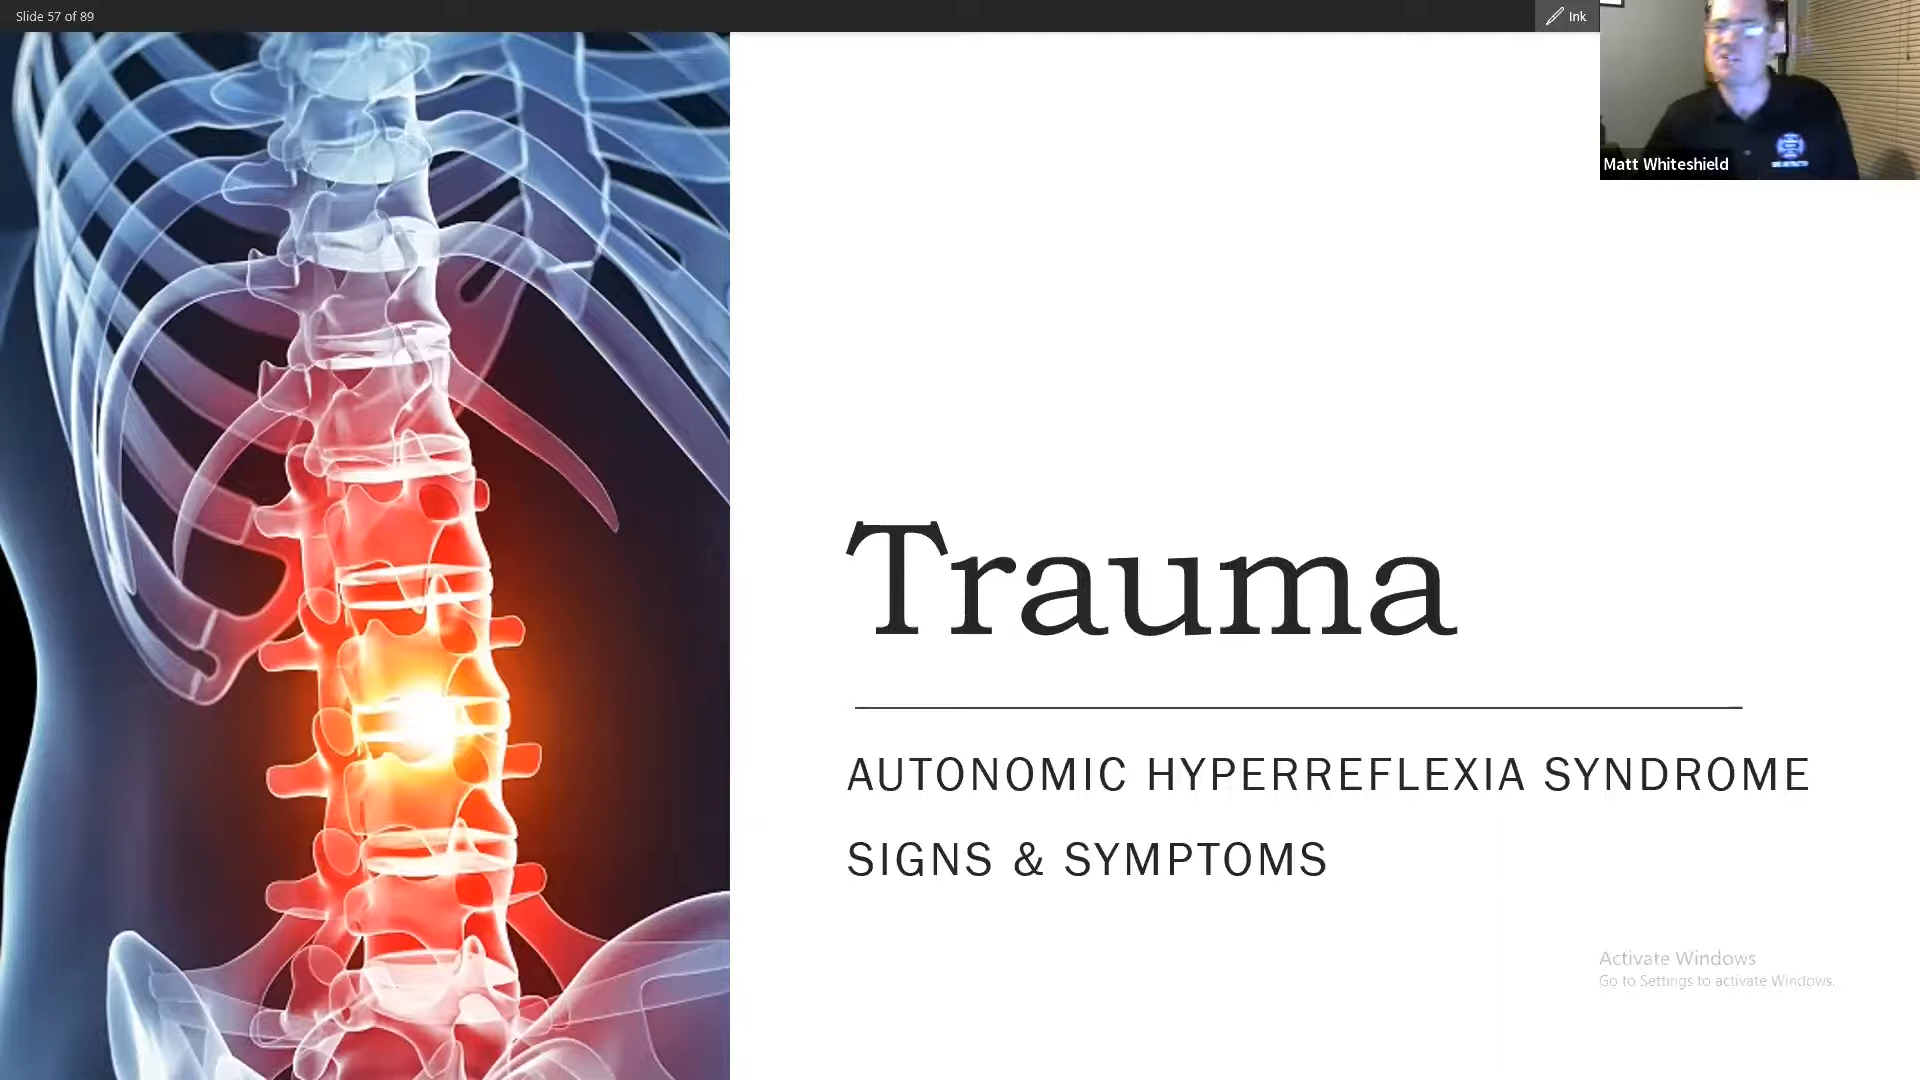 Slide 57 of 89
Ink
Matt Whiteshield
Trauma
AUTONOMIC HYPERREFLEXIA SYNDROME
SIGNS & SYMPTOMS
Activate Windows
Go to Settings to activate Windows.